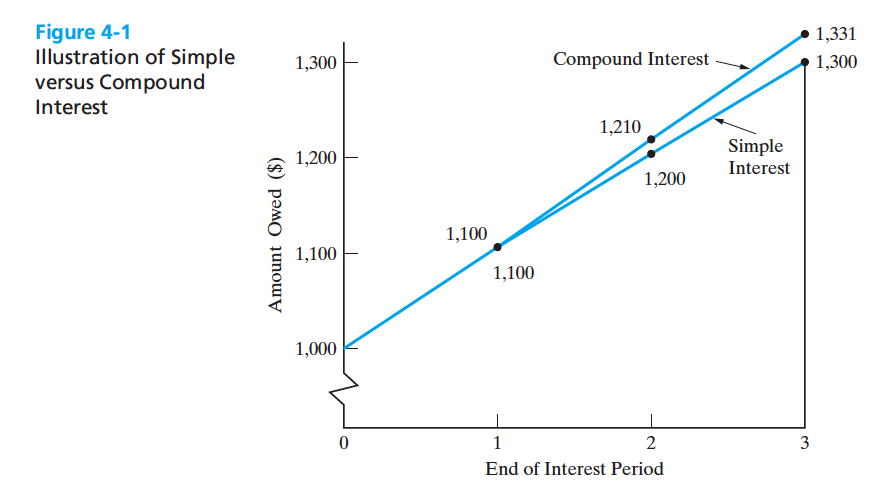 Figure 4-1
Illustration of Simple
versus Compound
Interest
Amount Owed ($)
1,300
1,200
1,100
1,000
Compound Interest
1,331
1,300
1,210
Simple
Interest
1,200
1,100
1,100
0
1
2
3
End of Interest Period